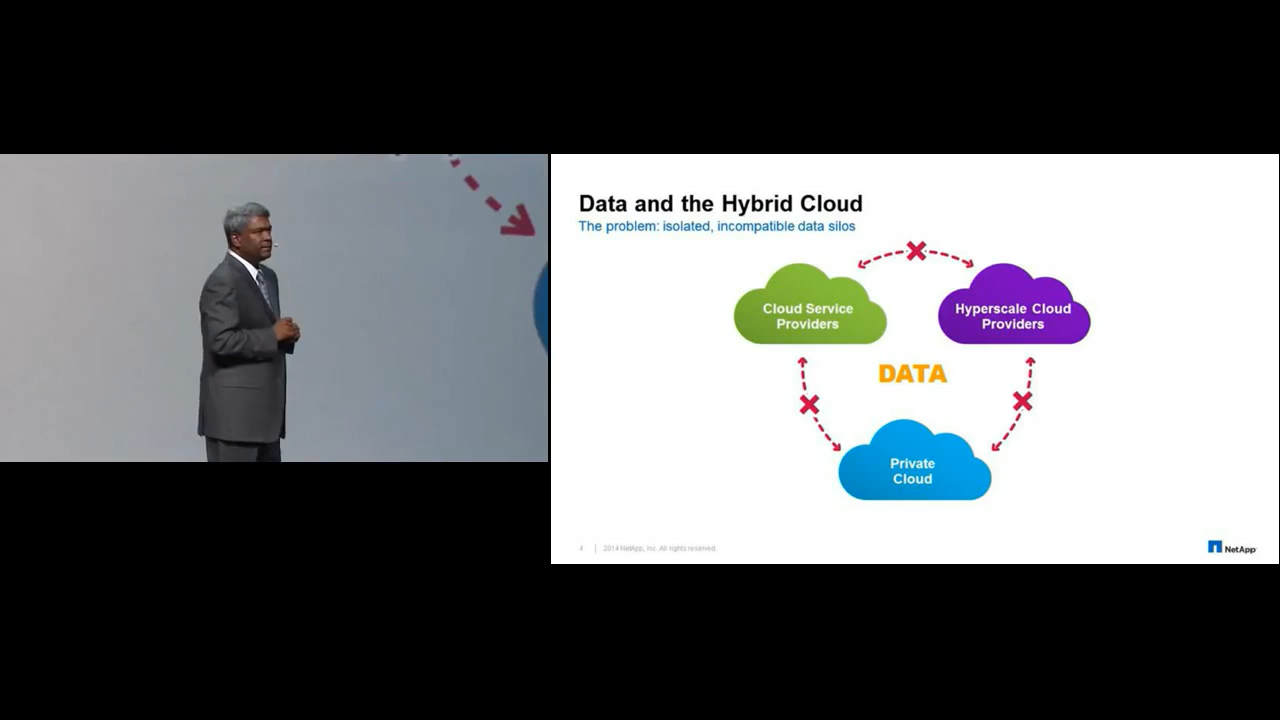 Data and the Hybrid Cloud
The problem: isolated, incompatible data silos
Cloud Service
Providers
Hyperscale Cloud
Providers
DATA
Private
Cloud
4
2014 NetApp, Inc. All rights reserved.
NetApp